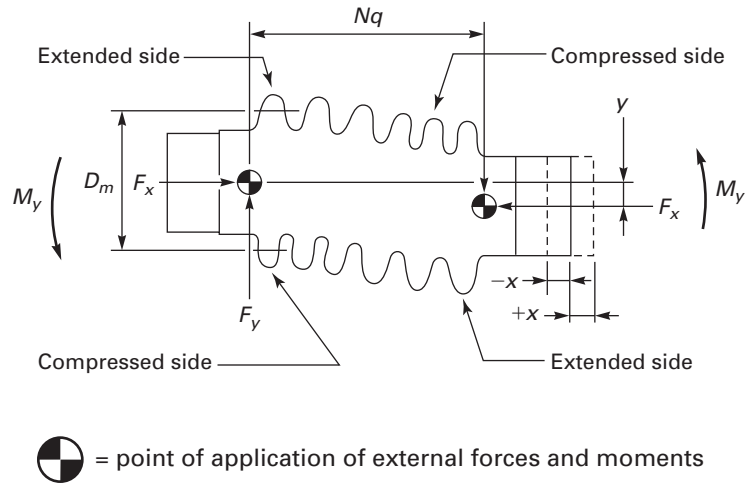 Nq
Extended side
Compressed side
y
D_m
F_x
M_y
M_y
F_x
−x
+x
F_y
Compressed side
Extended side
= point of application of external forces and moments